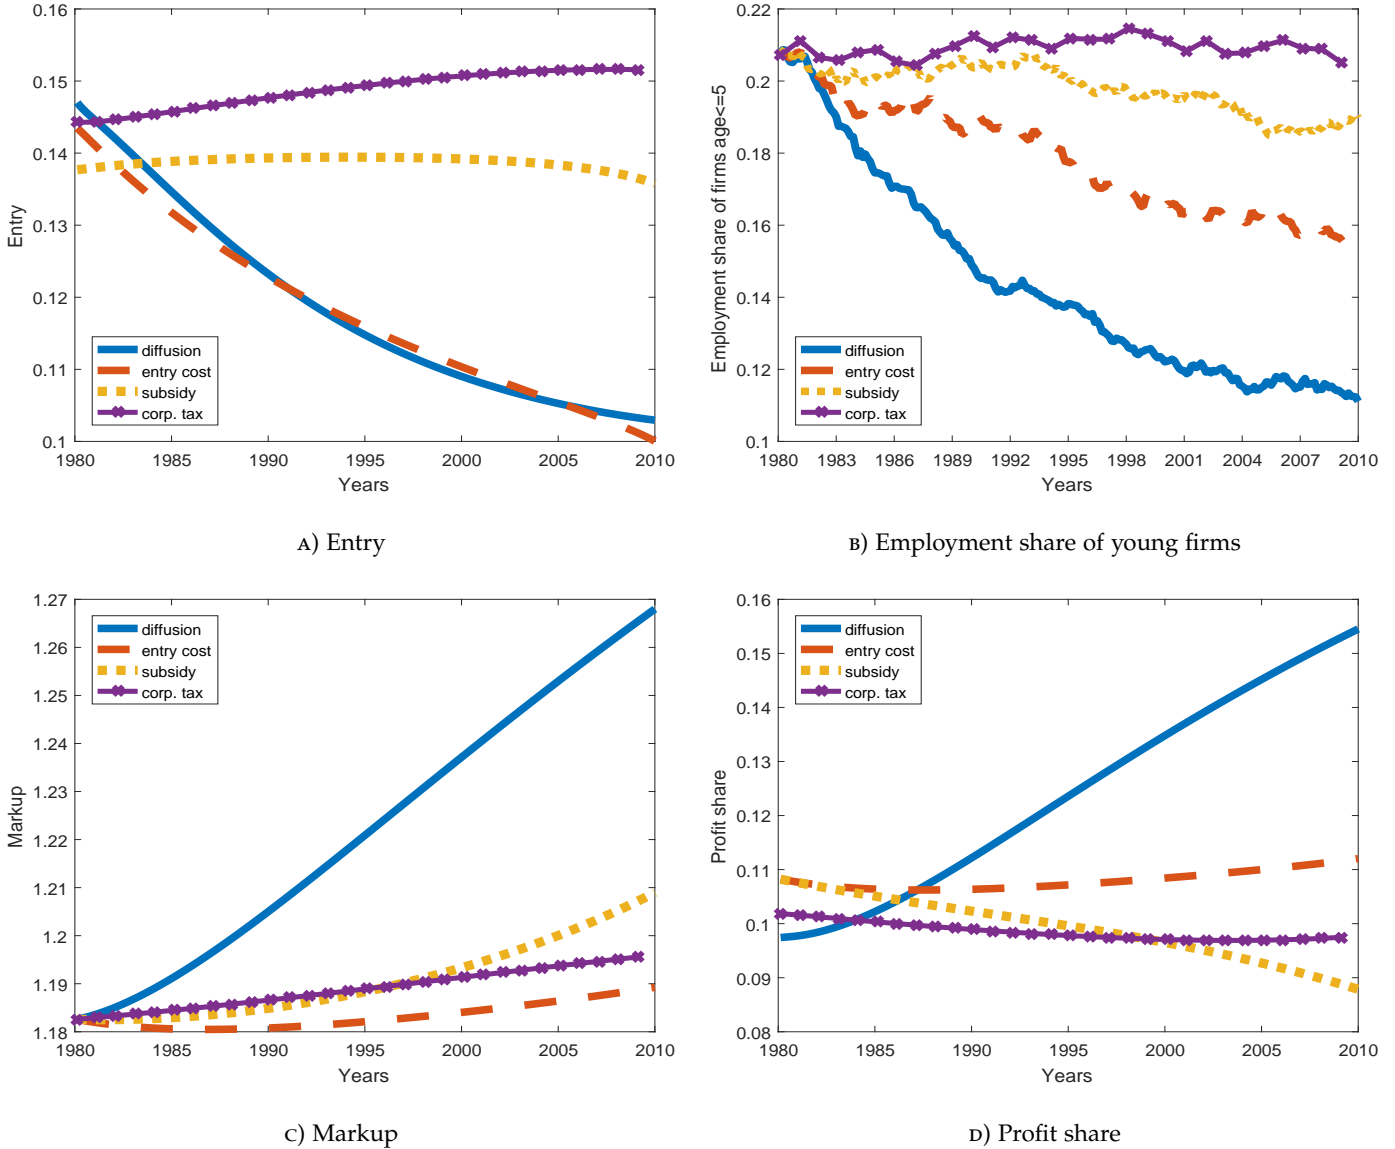 0.16
0.15
0.14
0.13
0.12
0.11
0.1
Entry
diffusion
entry cost
subsidy
corp. tax
1980 1985 1990 1995 2000 2005 2010
Years
A) Entry
0.22
0.2
0.18
0.16
0.14
0.12
0.1
Employment share of firms age<=5
diffusion
entry cost
subsidy
corp. tax
1980 1983 1986 1989 1992 1995 1998 2001 2004 2007 2010
Years
B) Employment share of young firms
1.27
1.26
1.25
1.24
1.23
1.22
1.21
1.2
1.19
1.18
Markup
diffusion
entry cost
subsidy
corp. tax
1980 1985 1990 1995 2000 2005 2010
Years
C) Markup
0.16
0.15
0.14
0.13
0.12
0.11
0.1
0.09
0.08
Profit share
diffusion
entry cost
subsidy
corp. tax
1980 1985 1990 1995 2000 2005 2010
Years
D) Profit share